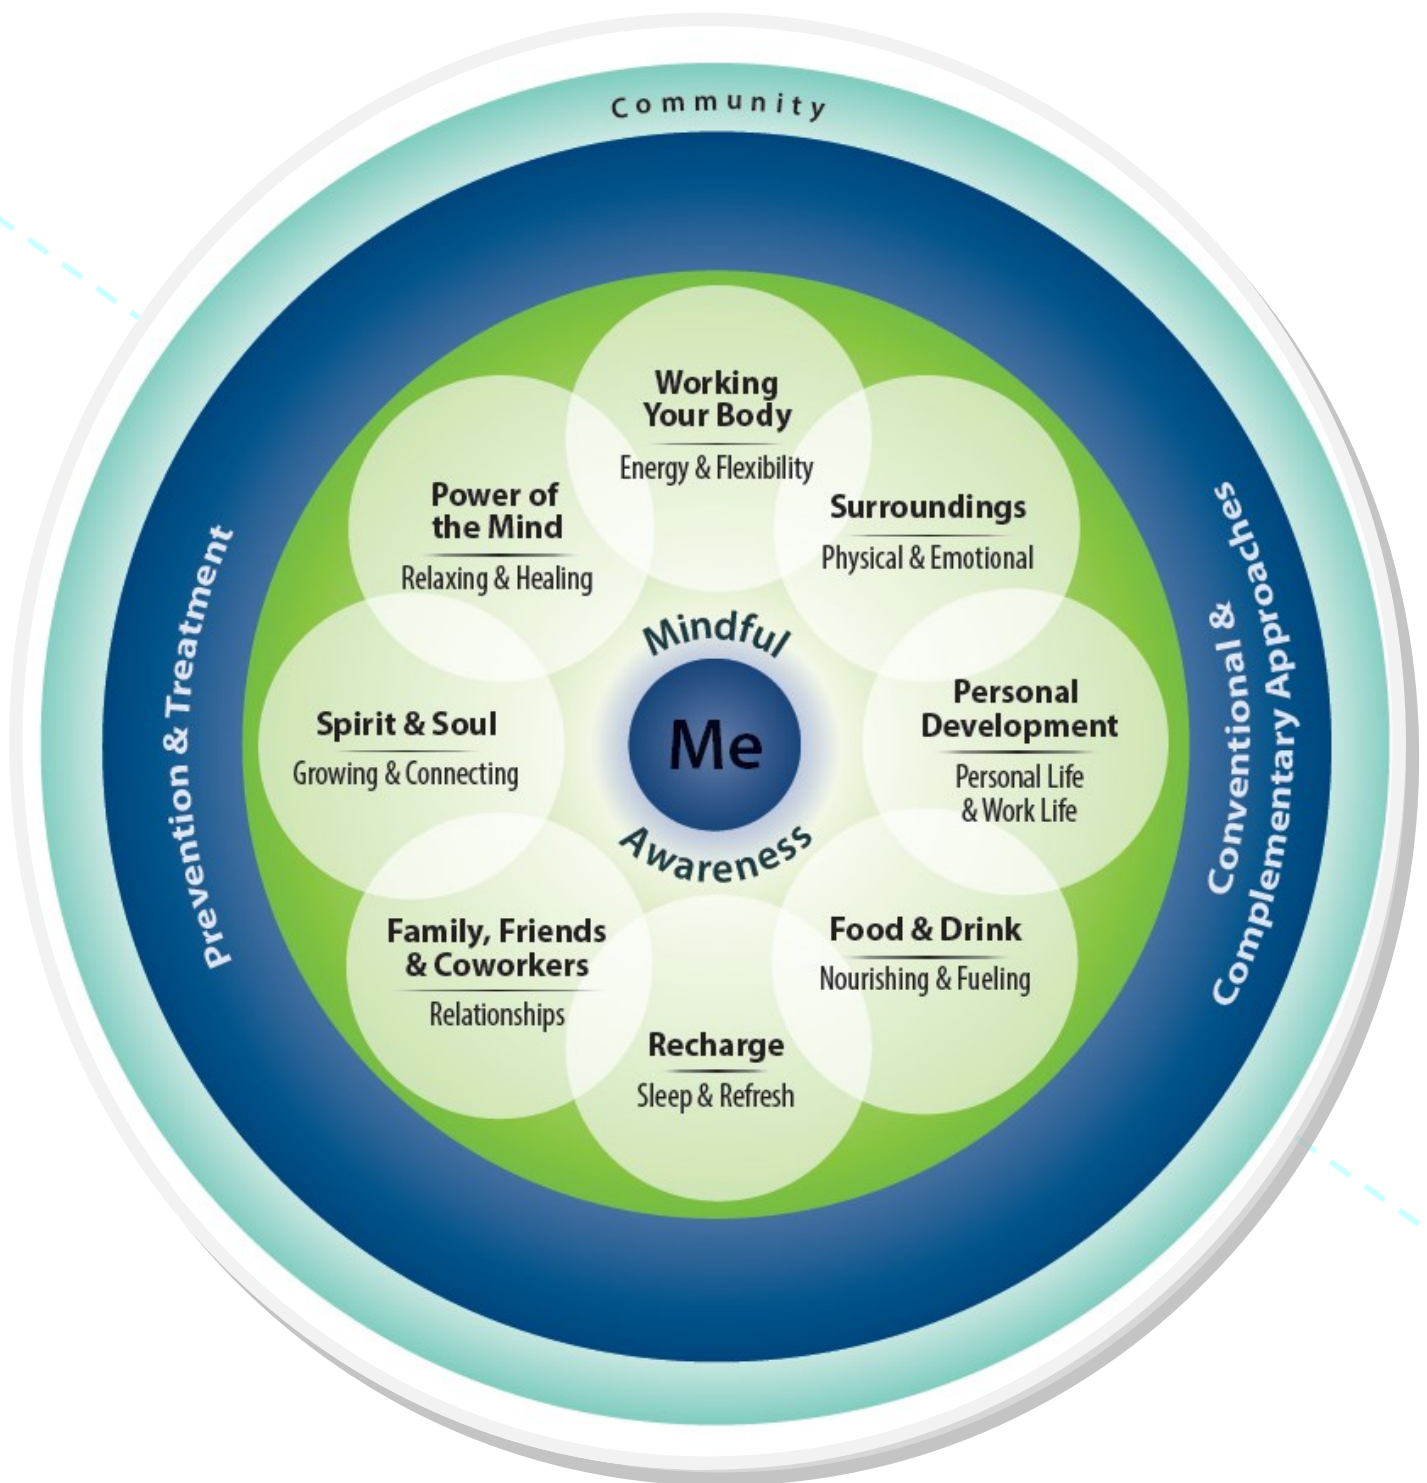 Community
Prevention & Treatment
Conventional &
Complementary Approaches
Working
Your Body
Energy & Flexibility
Surroundings
Physical & Emotional
Personal
Development
Personal Life
& Work Life
Food & Drink
Nourishing & Fueling
Recharge
Sleep & Refresh
Family, Friends
& Coworkers
Relationships
Spirit & Soul
Growing & Connecting
Power of
the Mind
Relaxing & Healing
Mindful
Me
Awareness